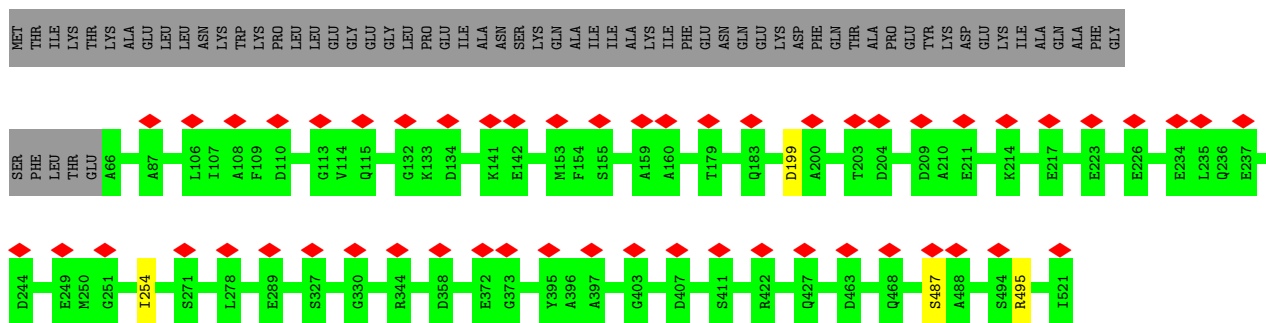 MET THR ILE LYS THR LYS ALA GLU LEU LEU ASN LYS TRP LYS PRO LEU LEU GLU GLY GLU GLY LEU PRO GLU ILE ALA ASN SER LYS GLN ALA ILE ILE ALA LYS ILE PHE GLU ASN GLN GLU LYS ASP PHE GLN THR ALA PRO GLU TYR LYS ASP GLU LYS ILE ALA GLN ALA PHE GLY
SER PHE LEU THR GLU A66 A87 L106 I107 A108 F109 D110 G113 V114 Q115 G132 K133 D134 K141 E142 M153 F154 S155 A159 A160 T179 Q183 D199 A200 T203 D204 D209 A210 E211 K214 E217 E223 E226 E234 L235 Q236 E237
D244 E249 M250 G251 I254 S271 L278 E289 S327 G330 R344 D358 E372 G373 Y395 A396 A397 G403 D407 S411 R422 Q427 D463 Q468 S487 A488 S494 R495 I521